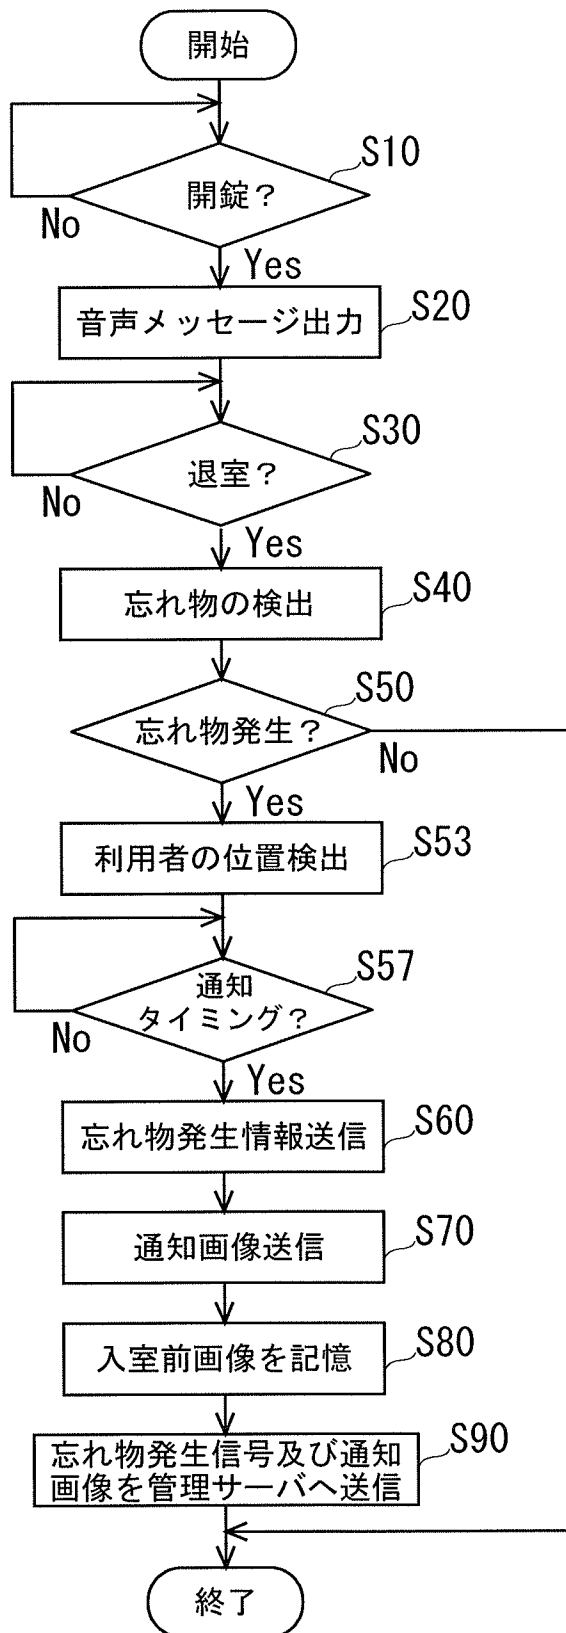 開始
S10
開錠？
No
Yes
音声メッセージ出力
S20
S30
退室？
No
Yes
忘れ物の検出
S40
S50
忘れ物発生？
No
Yes
利用者の位置検出
S53
S57
通知
タイミング？
No
Yes
忘れ物発生情報送信
S60
通知画像送信
S70
入室前画像を記憶
S80
忘れ物発生信号及び通知
画像を管理サーバへ送信
S90
終了